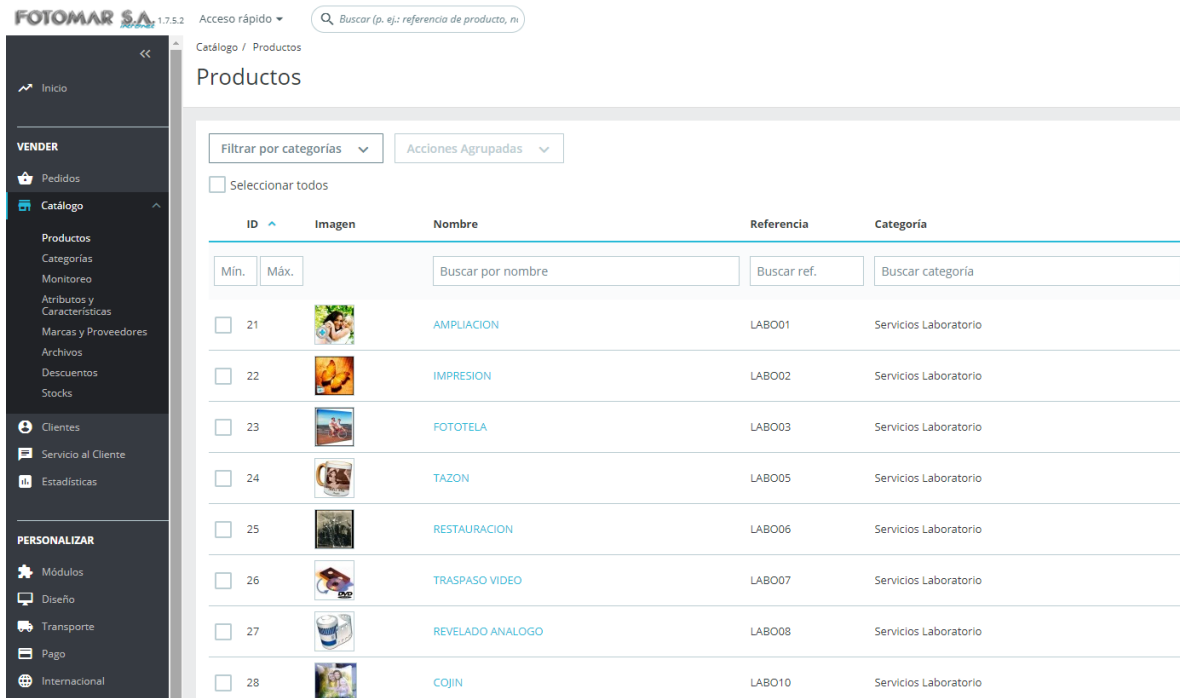 FOTOMAR S.A. 1.7.5.2 Acceso rápido Buscar (p. ej.: referencia de producto, n
internet
Catálogo / Productos
Productos
Inicio
VENDER
Pedidos
Catálogo
Productos
Categorías
Monitoreo
Atributos y
Características
Marcas y Proveedores
Archivos
Descuentos
Stocks
Clientes
Servicio al Cliente
Estadísticas
PERSONALIZAR
Módulos
Diseño
Transporte
Pago
Internacional
Filtrar por categorías Acciones Agrupadas
Seleccionar todos
ID Imagen Nombre Referencia Categoría
Mín. Máx. Buscar por nombre Buscar ref. Buscar categoría
21 AMPLIACION LABO01 Servicios Laboratorio
22 IMPRESION LABO02 Servicios Laboratorio
23 FOTOTELA LABO03 Servicios Laboratorio
24 TAZON LABO05 Servicios Laboratorio
25 RESTAURACION LABO06 Servicios Laboratorio
26 DVD TRASPASO VIDEO LABO07 Servicios Laboratorio
27 REVELADO ANALOGO LABO08 Servicios Laboratorio
28 COJIN LABO10 Servicios Laboratorio